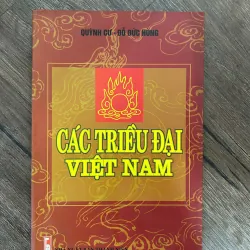 QUỲNH CƯ - ĐỖ ĐỨC HÙNG
CÁC TRIỀU ĐẠI
VIỆT NAM